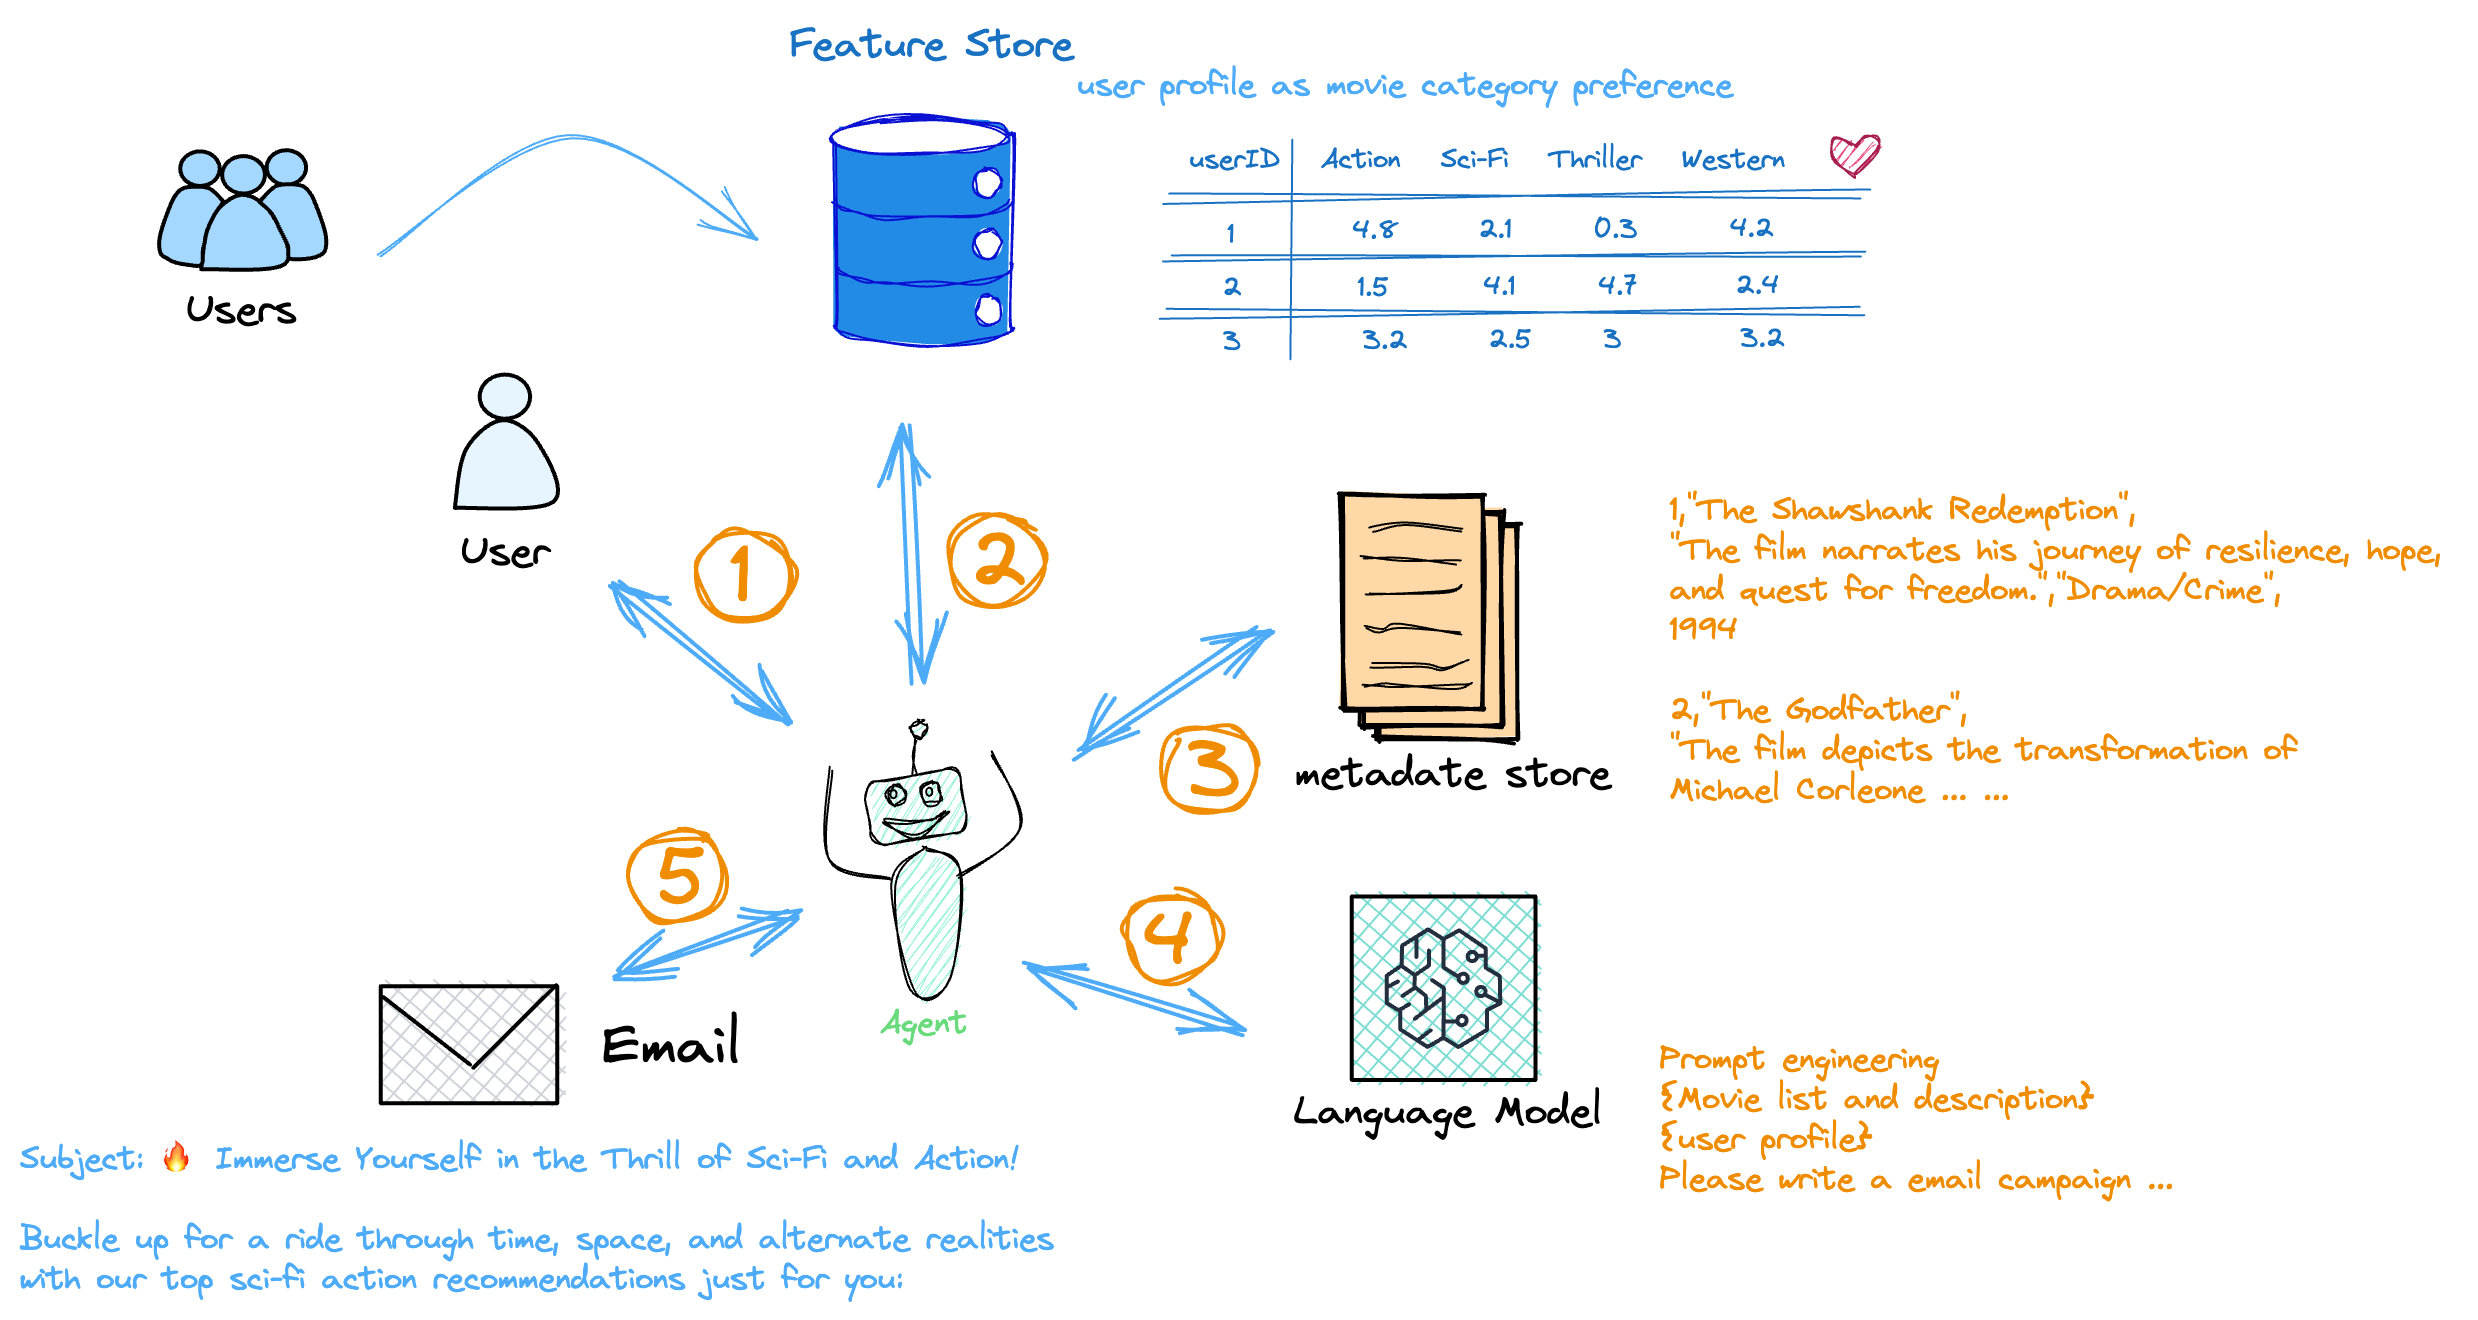 Feature Store
user profile as movie category preference
userID Action Sci-Fi Thriller Western
1 4.8 2.1 0.3 4.2
2 1.5 4.1 4.7 2.4
3 3.2 2.5 3 3.2
Users
User
1
2
3
4
5
metadate store
1,"The Shawshank Redemption",
"The film narrates his journey of resilience, hope,
and quest for freedom.","Drama/Crime",
1994
2,"The Godfather",
"The film depicts the transformation of
Michael Corleone ... ...
Agent
Language Model
Prompt engineering
{Movie list and description}
{user profile}
Please write a email campaign ...
Email
Subject: 🔥 Immerse Yourself in the Thrill of Sci-Fi and Action!
Buckle up for a ride through time, space, and alternate realities
with our top sci-fi action recommendations just for you: